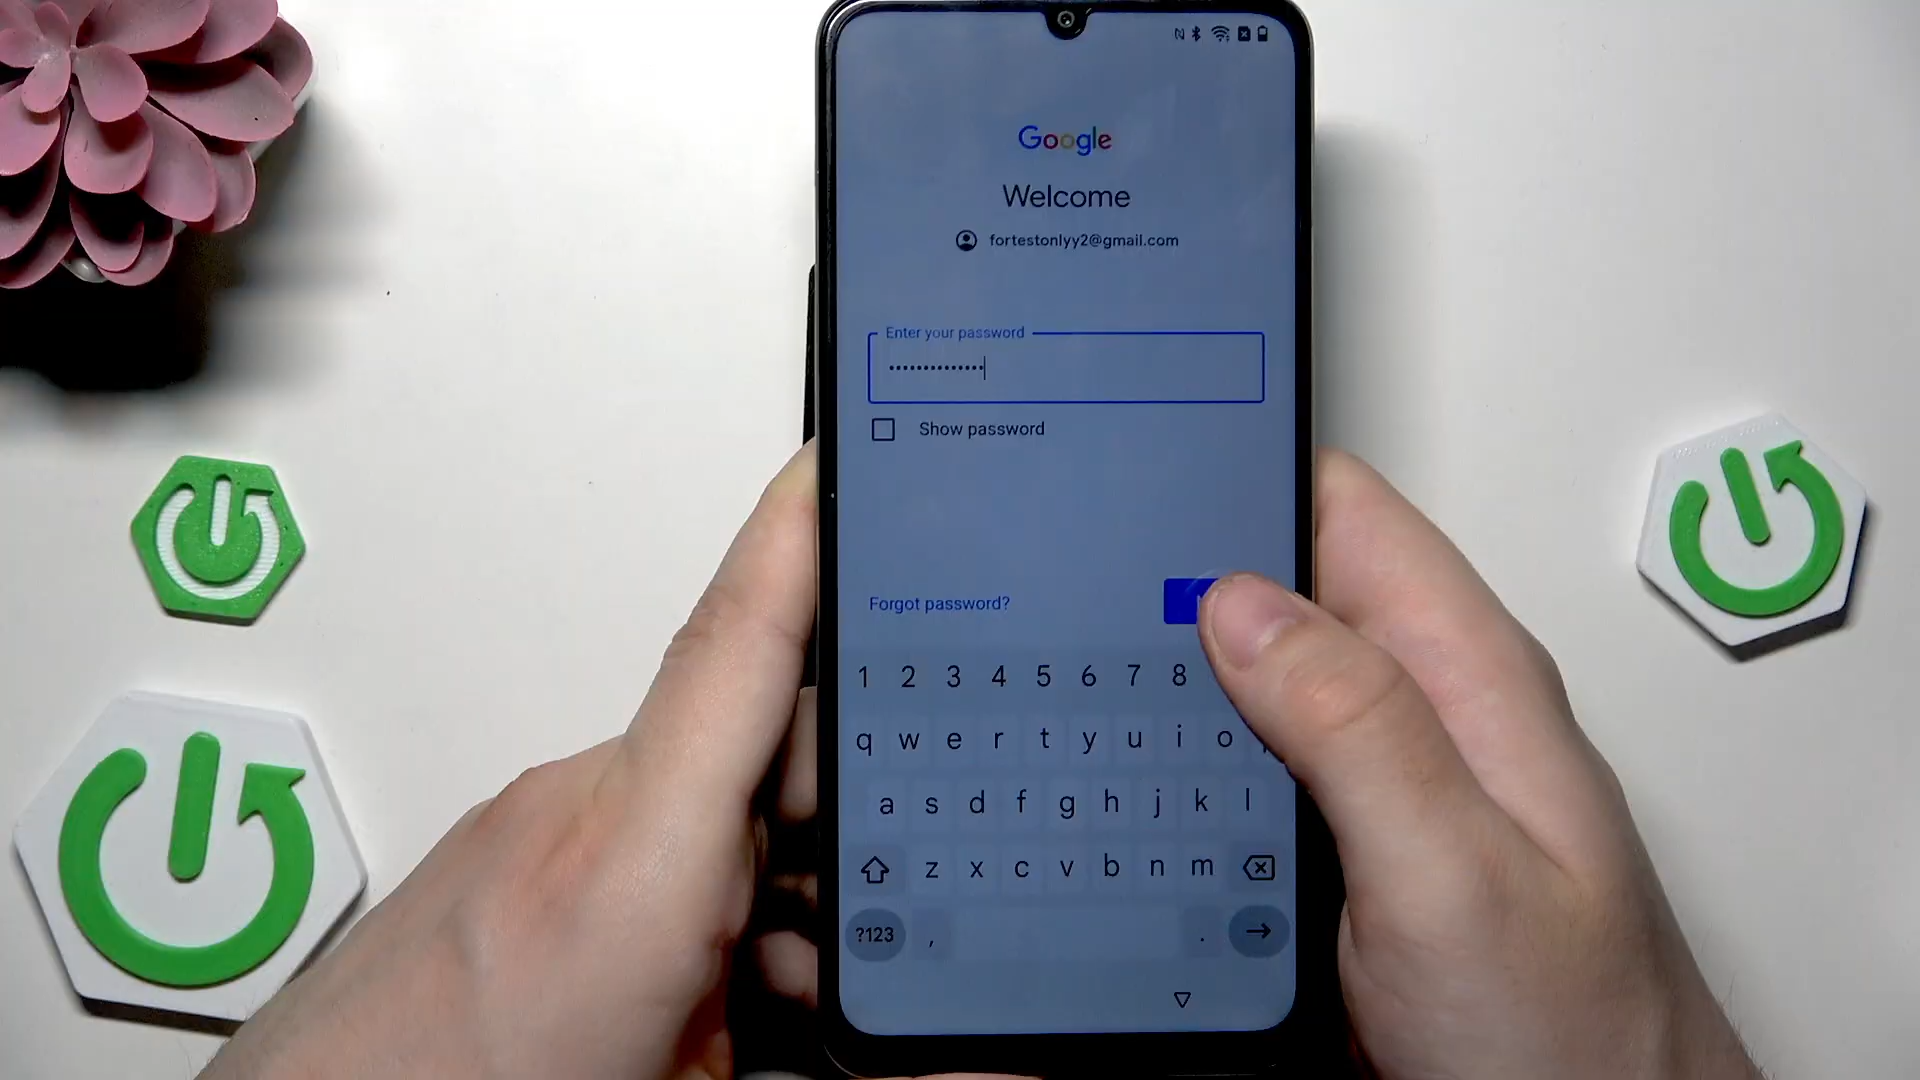 Google
Welcome
fortestonlyy2@gmail.com
Enter your password
••••••••••••••
Show password
Forgot password?
1 2 3 4 5 6 7 8
q w e r t y u i o
a s d f g h j k l
z x c v b n m
?123 , .